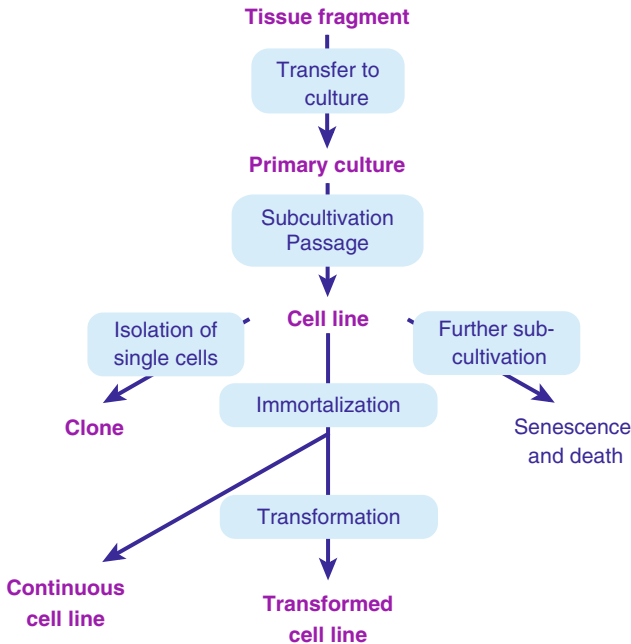 Tissue fragment
Transfer to
culture
Primary culture
Subcultivation
Passage
Cell line
Isolation of
single cells
Further sub-
cultivation
Immortalization
Clone
Senescence
and death
Transformation
Continuous
cell line
Transformed
cell line